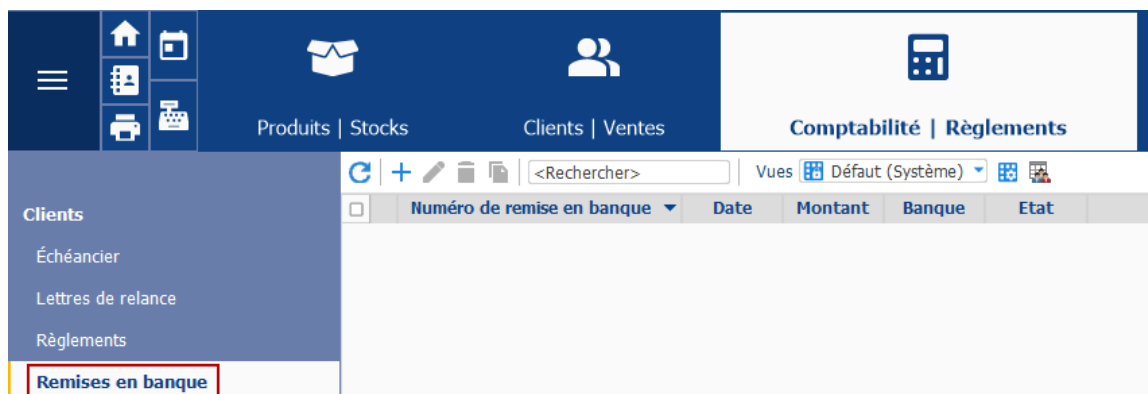 Produits | Stocks
Clients | Ventes
Comptabilité | Règlements
<Rechercher>
Vues
Défaut (Système)
Clients
Numéro de remise en banque
Date
Montant
Banque
Etat
Échéancier
Lettres de relance
Règlements
Remises en banque